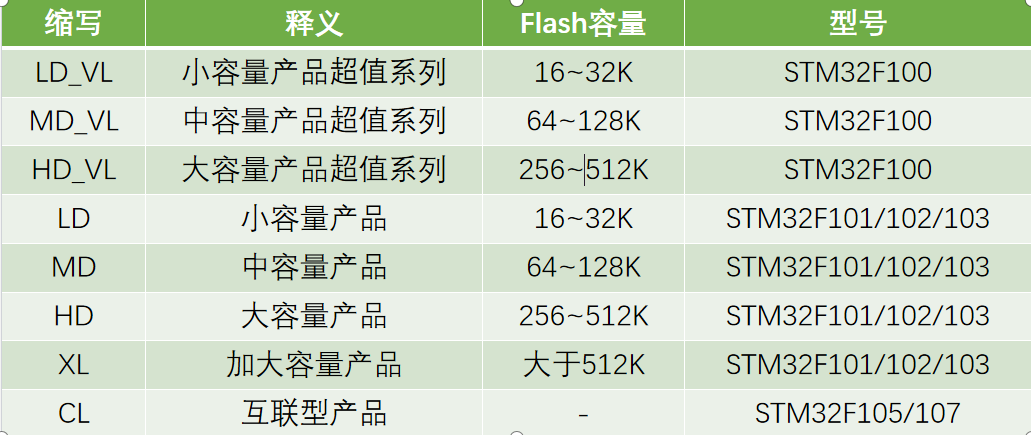 缩写 释义 Flash容量 型号
LD_VL 小容量产品超值系列 16~32K STM32F100
MD_VL 中容量产品超值系列 64~128K STM32F100
HD_VL 大容量产品超值系列 256~512K STM32F100
LD 小容量产品 16~32K STM32F101/102/103
MD 中容量产品 64~128K STM32F101/102/103
HD 大容量产品 256~512K STM32F101/102/103
XL 加大容量产品 大于512K STM32F101/102/103
CL 互联型产品 - STM32F105/107